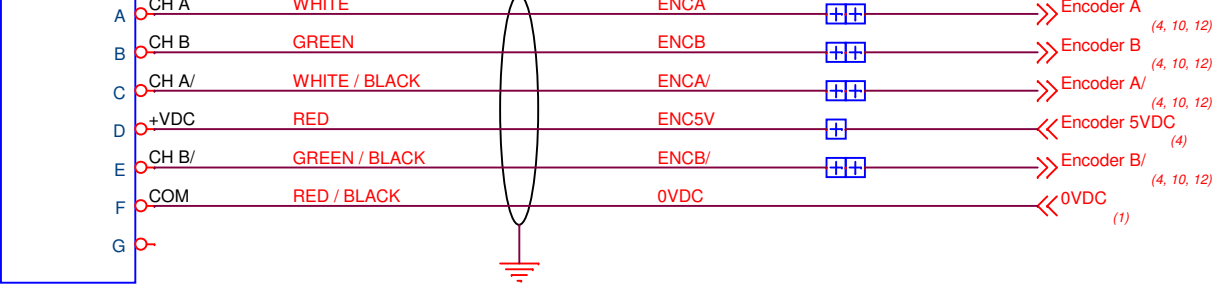 A CH A WHITE ENCA Encoder A
(4, 10, 12)
B CH B GREEN ENCB Encoder B
(4, 10, 12)
C CH A/ WHITE / BLACK ENCA/ Encoder A/
(4, 10, 12)
D +VDC RED ENC5V Encoder 5VDC
(4)
E CH B/ GREEN / BLACK ENCB/ Encoder B/
(4, 10, 12)
F COM RED / BLACK 0VDC 0VDC
(1)
G